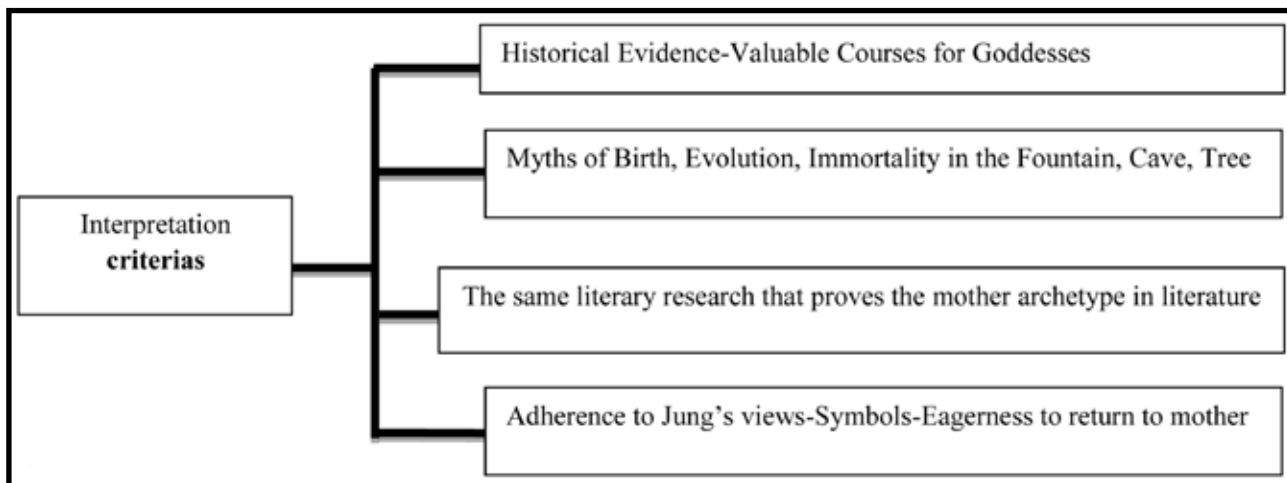 Historical Evidence-Valuable Courses for Goddesses
Myths of Birth, Evolution, Immortality in the Fountain, Cave, Tree
Interpretation
criterias
The same literary research that proves the mother archetype in literature
Adherence to Jung's views-Symbols-Eagerness to return to mother